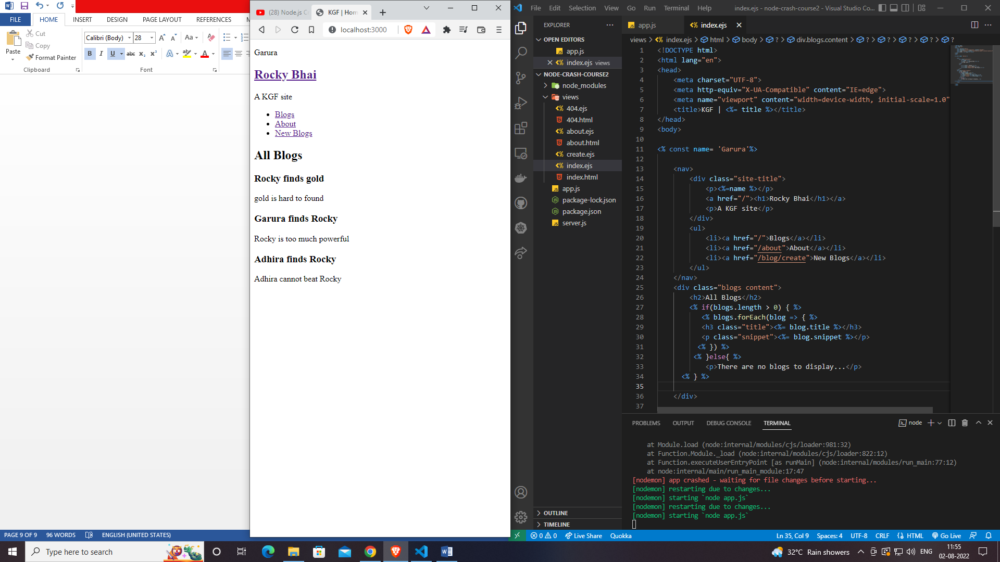 FILE
HOME
INSERT
DESIGN
PAGE LAYOUT
REFERENCES
Paste
Cut
Copy
Format Painter
Clipboard
Calibri (Body)
28
Font
PAGE 9 OF 9
96 WORDS
ENGLISH (UNITED STATES)
(28) Node.js C
KGF | Hom
localhost:3000
Garura
Rocky Bhai
A KGF site
Blogs
About
New Blogs
All Blogs
Rocky finds gold
gold is hard to found
Garura finds Rocky
Rocky is too much powerful
Adhira finds Rocky
Adhira cannot beat Rocky
File Edit Selection View Go Run Terminal Help
index.ejs - node-crash-course2 - Visual Studio Co...
EXPLORER
OPEN EDITORS
app.js
index.ejs views
NODE-CRASH-COURSE2
node_modules
views
404.ejs
404.html
about.ejs
about.html
create.ejs
index.ejs
index.html
app.js
package-lock.json
package.json
server.js
OUTLINE
TIMELINE
app.js
index.ejs
views > index.ejs > html > body > ? > div.blogs.content > ? > ? > ? > ? > ?
1 <!DOCTYPE html>
2 <html lang="en">
3 <head>
4 <meta charset="UTF-8">
5 <meta http-equiv="X-UA-Compatible" content="IE=edge">
6 <meta name="viewport" content="width=device-width, initial-scale=1.0"
7 <title>KGF | <%= title %></title>
8 </head>
9 <body>
10
11 <% const name= 'Garura'%>
12
13 <nav>
14 <div class="site-title">
15 <p><%=name %></p>
16 <a href="/"><h1>Rocky Bhai</h1></a>
17 <p>A KGF site</p>
18 </div>
19 <ul>
20 <li><a href="/">Blogs</a></li>
21 <li><a href="/about">About</a></li>
22 <li><a href="/blog/create">New Blogs</a></li>
23 </ul>
24 </nav>
25 <div class="blogs content">
26 <h2>All Blogs</h2>
27 <% if(blogs.length > 0) { %>
28 <% blogs.forEach(blog => { %>
29 <h3 class="title"><%= blog.title %></h3>
30 <p class="snippet"><%= blog.snippet %></p>
31 <% }) %>
32 <% }else{ %>
33 <p>There are no blogs to display...</p>
34 <% } %>
35
36 </div>
37
PROBLEMS OUTPUT DEBUG CONSOLE TERMINAL
node
at Module.load (node:internal/modules/cjs/loader:981:32)
at Function.Module._load (node:internal/modules/cjs/loader:822:12)
at Function.executeUserEntryPoint [as runMain] (node:internal/modules/run_main:77:12)
at node:internal/main/run_main_module:17:47
[nodemon] app crashed - waiting for file changes before starting...
[nodemon] restarting due to changes...
[nodemon] starting `node app.js`
[nodemon] restarting due to changes...
[nodemon] starting `node app.js`
0 0 Live Share Quokka
Ln 35, Col 9 Spaces: 4 UTF-8 CRLF HTML Go Live
Type here to search
32°C Rain showers
ENG
11:55
02-08-2022